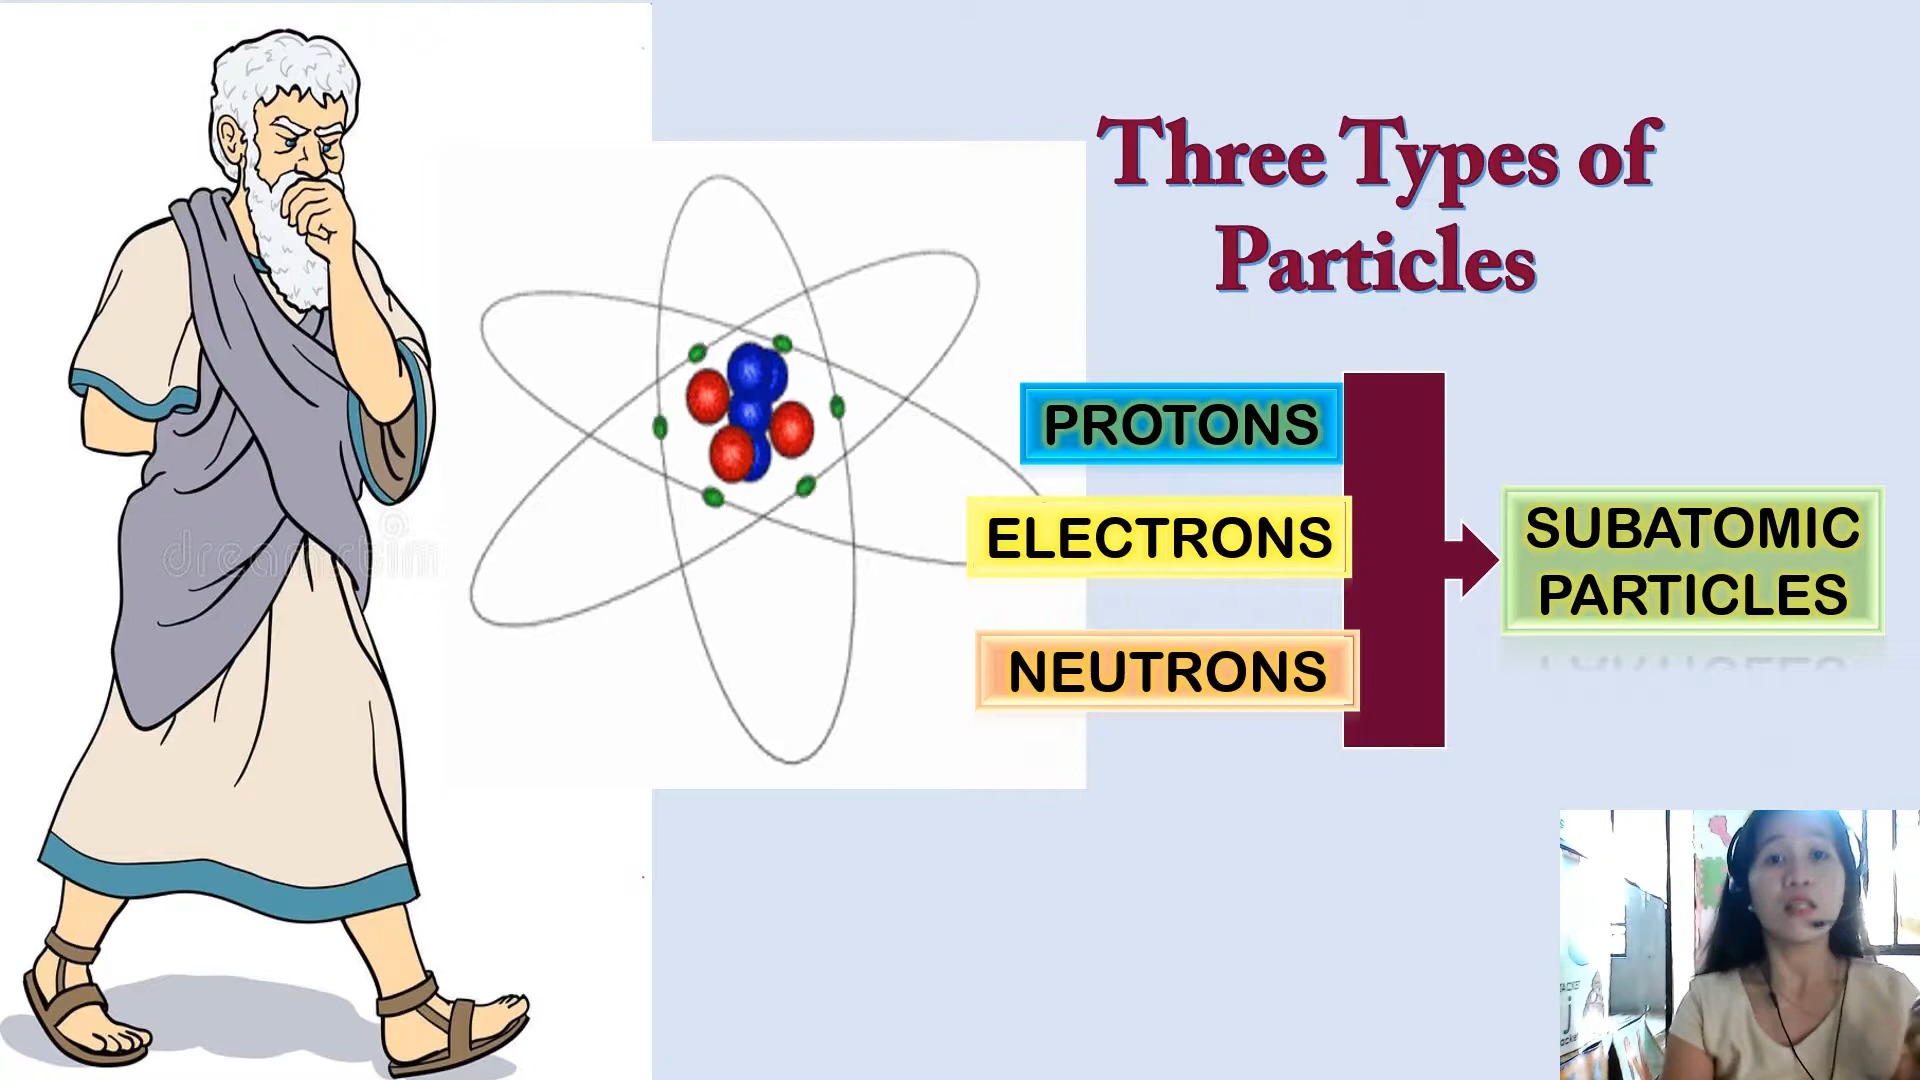 Three Types of
Particles
PROTONS
ELECTRONS
NEUTRONS
SUBATOMIC
PARTICLES